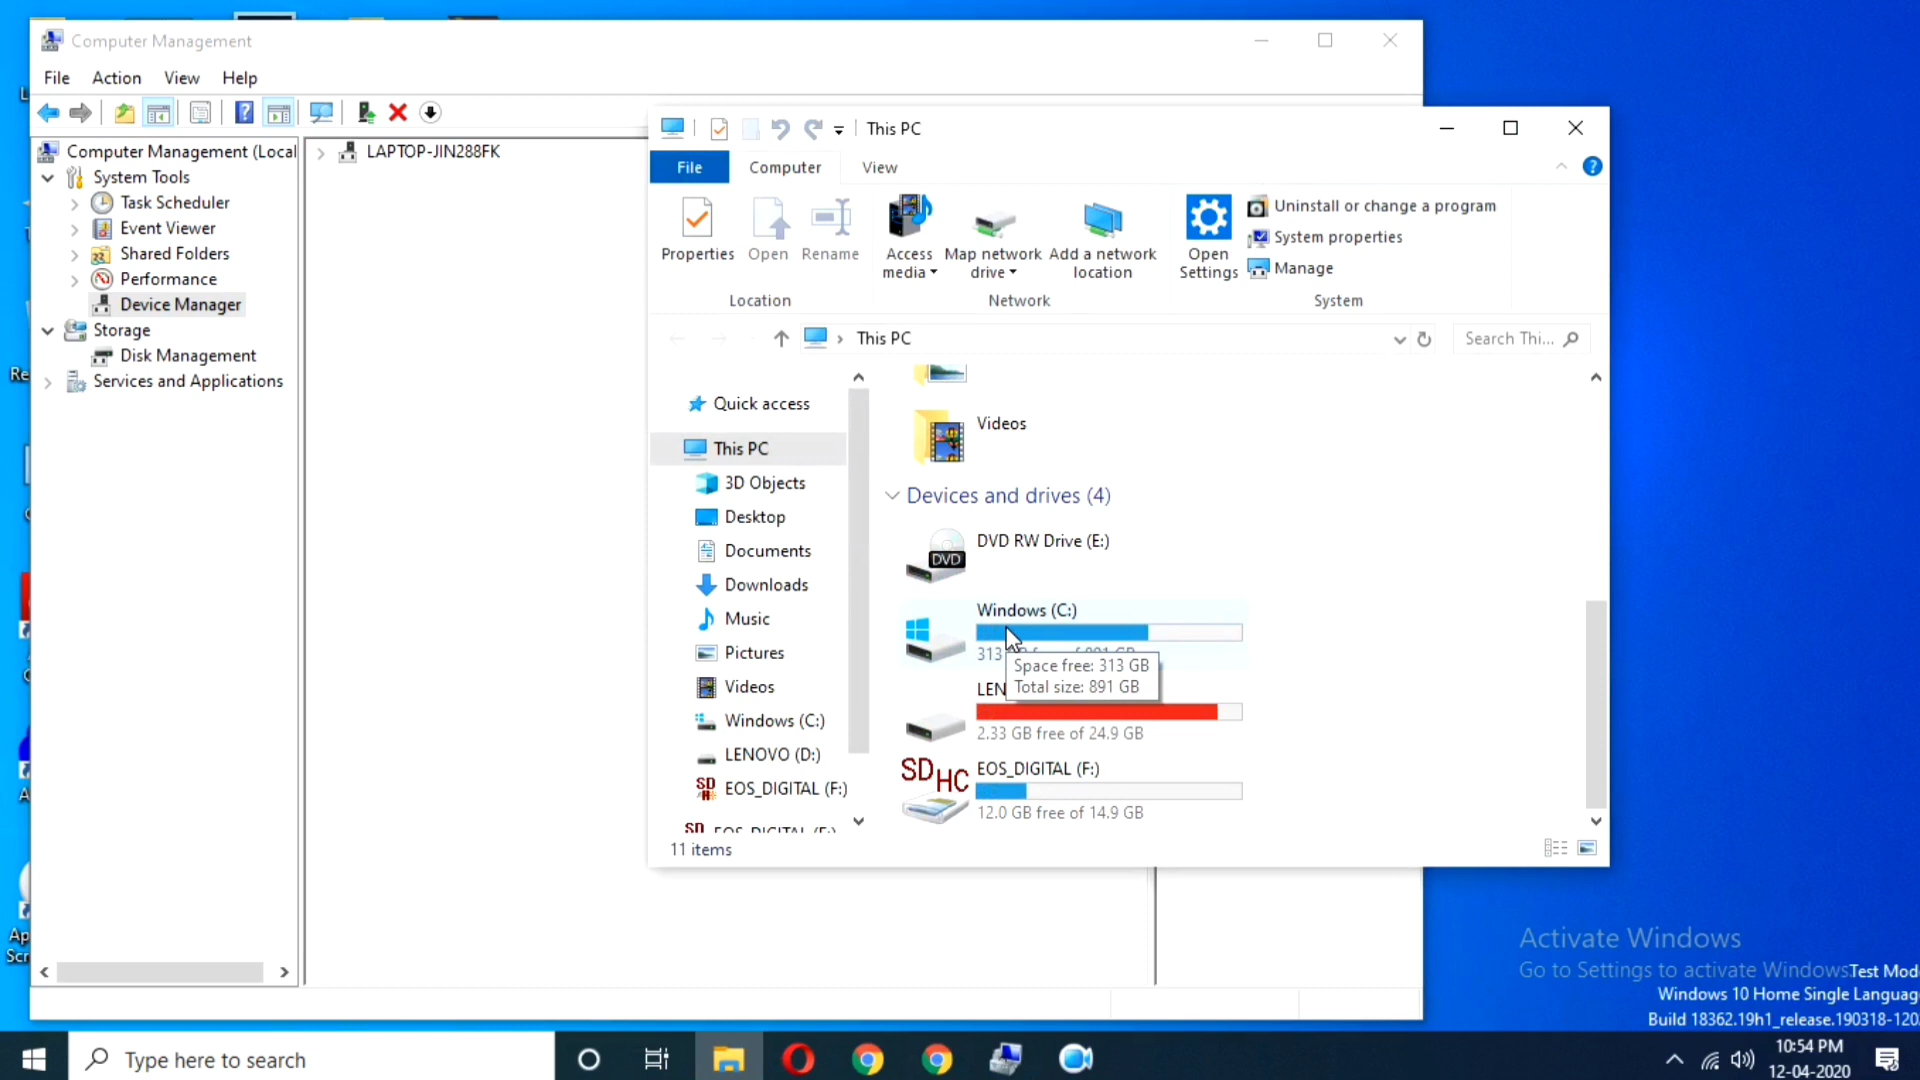 Computer Management
File Action View Help
Computer Management (Local
System Tools
Task Scheduler
Event Viewer
Shared Folders
Performance
Device Manager
Storage
Disk Management
Services and Applications
LAPTOP-JIN288FK
This PC
File Computer View
Properties Open Rename
Location
Access media
Map network drive
Add a network location
Network
Open Settings
Uninstall or change a program
System properties
Manage
System
This PC
Search Thi...
Quick access
This PC
3D Objects
Desktop
Documents
Downloads
Music
Pictures
Videos
Windows (C:)
LENOVO (D:)
EOS_DIGITAL (F:)
Videos
Devices and drives (4)
DVD
DVD RW Drive (E:)
Windows (C:)
313
Space free: 313 GB
Total size: 891 GB
LEN
2.33 GB free of 24.9 GB
SDHC
EOS_DIGITAL (F:)
12.0 GB free of 14.9 GB
11 items
Activate Windows
Go to Settings to activate Windows
Test Mod
Windows 10 Home Single Languag
Build 18362.19h1_release.190318-120
Type here to search
10:54 PM
12-04-2020